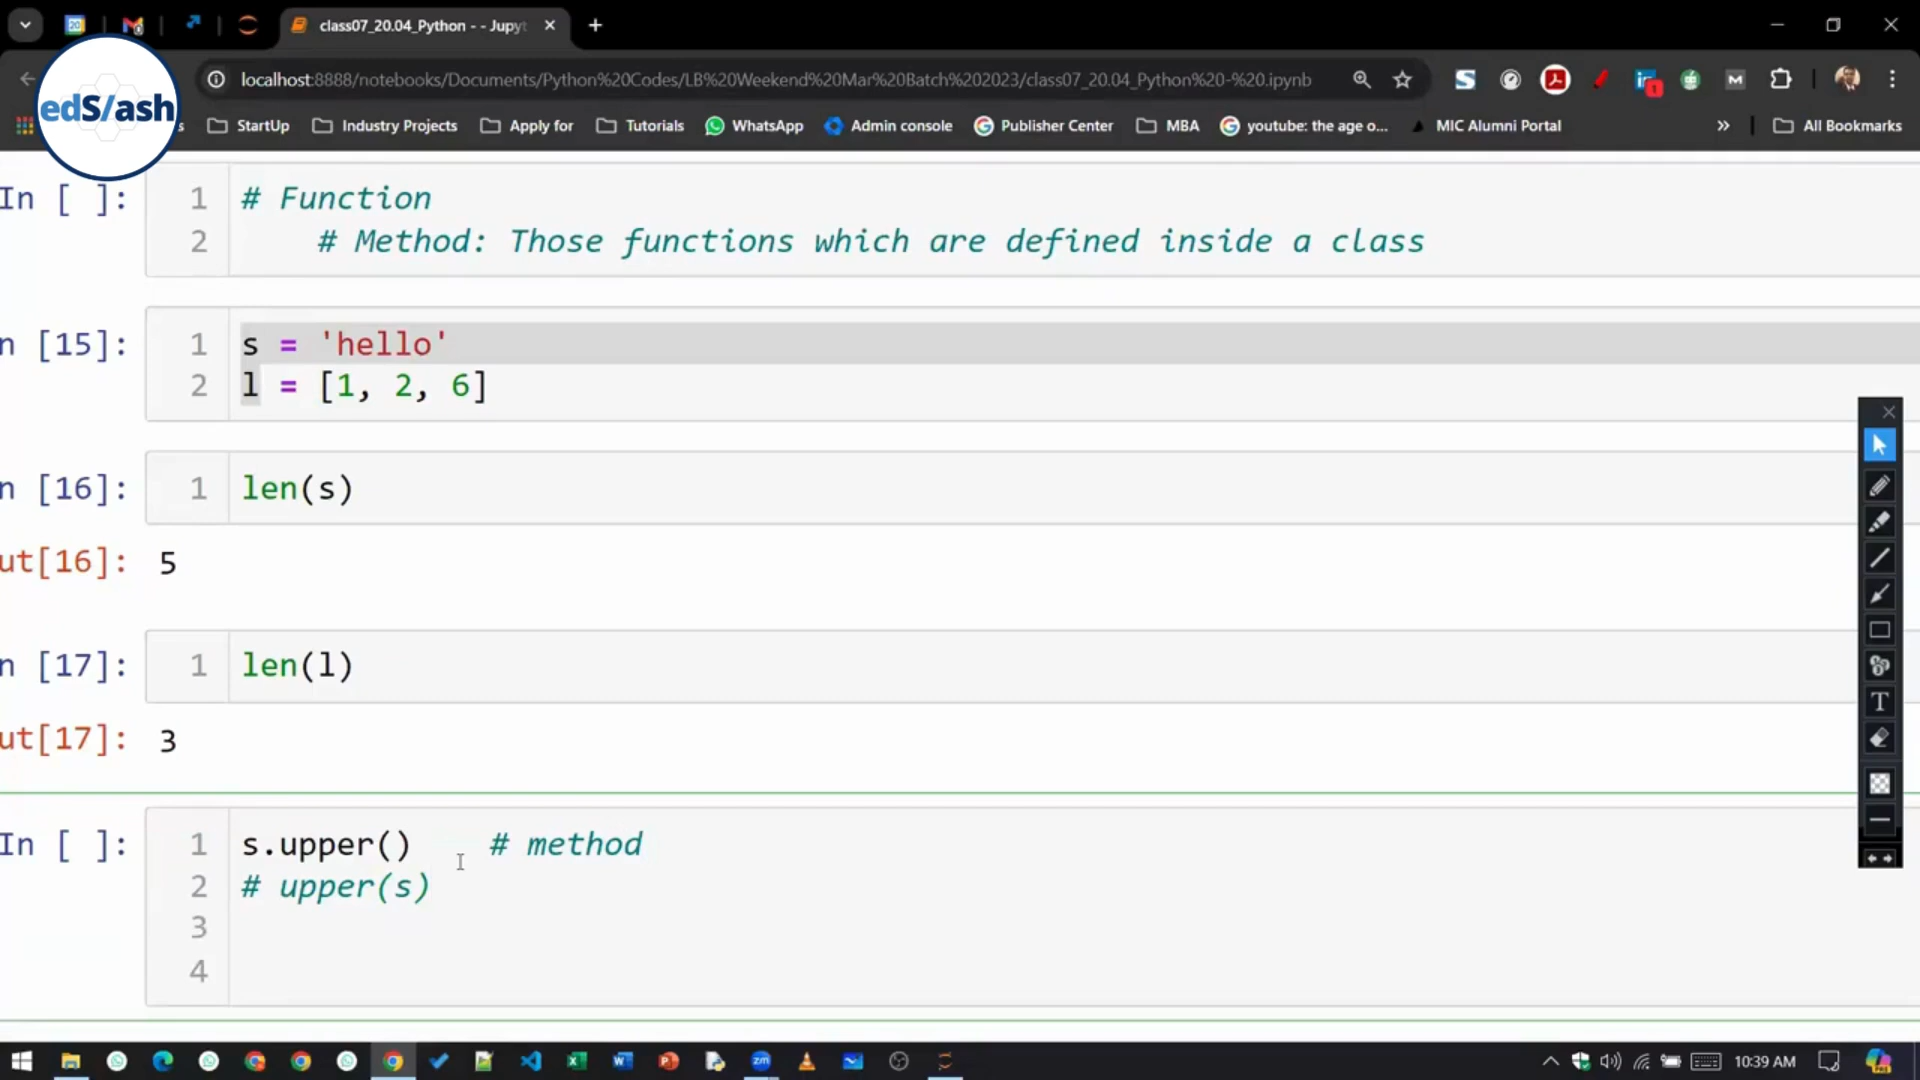 class07_20.04_Python - - Jupyt
localhost:8888/notebooks/Documents/Python%20Codes/LB%20Weekend%20Mar%20Batch%202023/class07_20.04_Python%20-%20.ipynb
edS/ash
StartUp
Industry Projects
Apply for
Tutorials
WhatsApp
Admin console
Publisher Center
MBA
youtube: the age o...
MIC Alumni Portal
»
All Bookmarks
In [ ]:
1 # Function
2 # Method: Those functions which are defined inside a class
n [15]:
1 s = 'hello'
2 l = [1, 2, 6]
n [16]:
1 len(s)
ut[16]: 5
n [17]:
1 len(l)
ut[17]: 3
In [ ]:
1 s.upper() # method
2 # upper(s)
3
4
T
10:39 AM